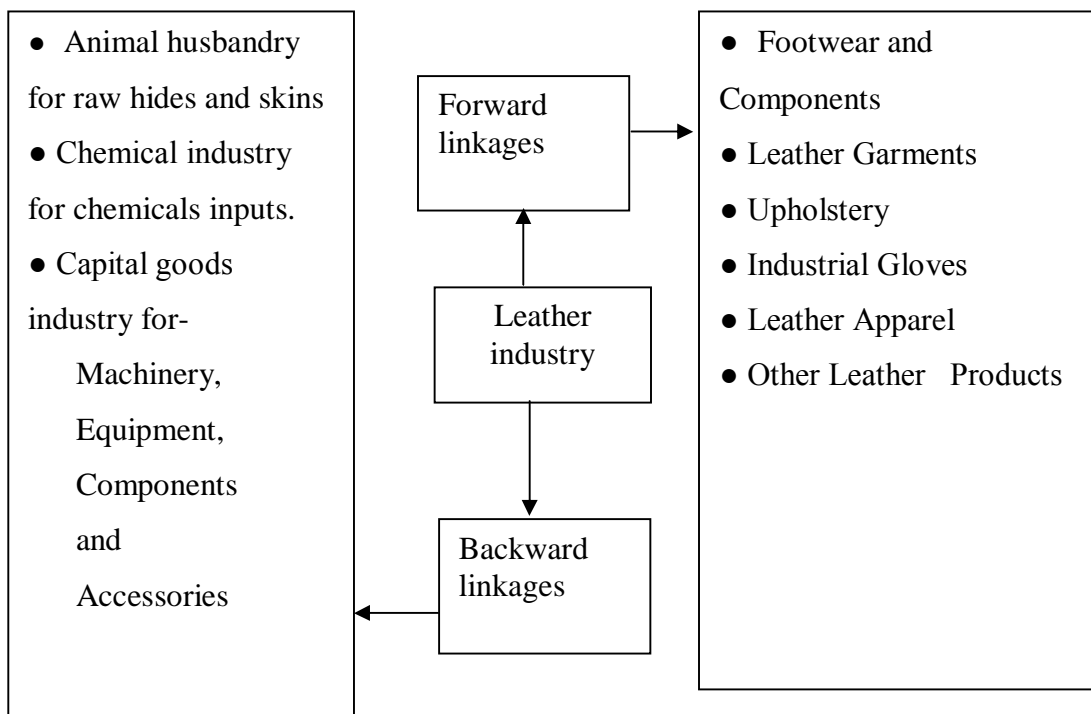 ● Animal husbandry
for raw hides and skins
● Chemical industry
for chemicals inputs.
● Capital goods
industry for-
Machinery,
Equipment,
Components
and
Accessories
Forward
linkages
Leather
industry
Backward
linkages
● Footwear and
Components
● Leather Garments
● Upholstery
● Industrial Gloves
● Leather Apparel
● Other Leather Products